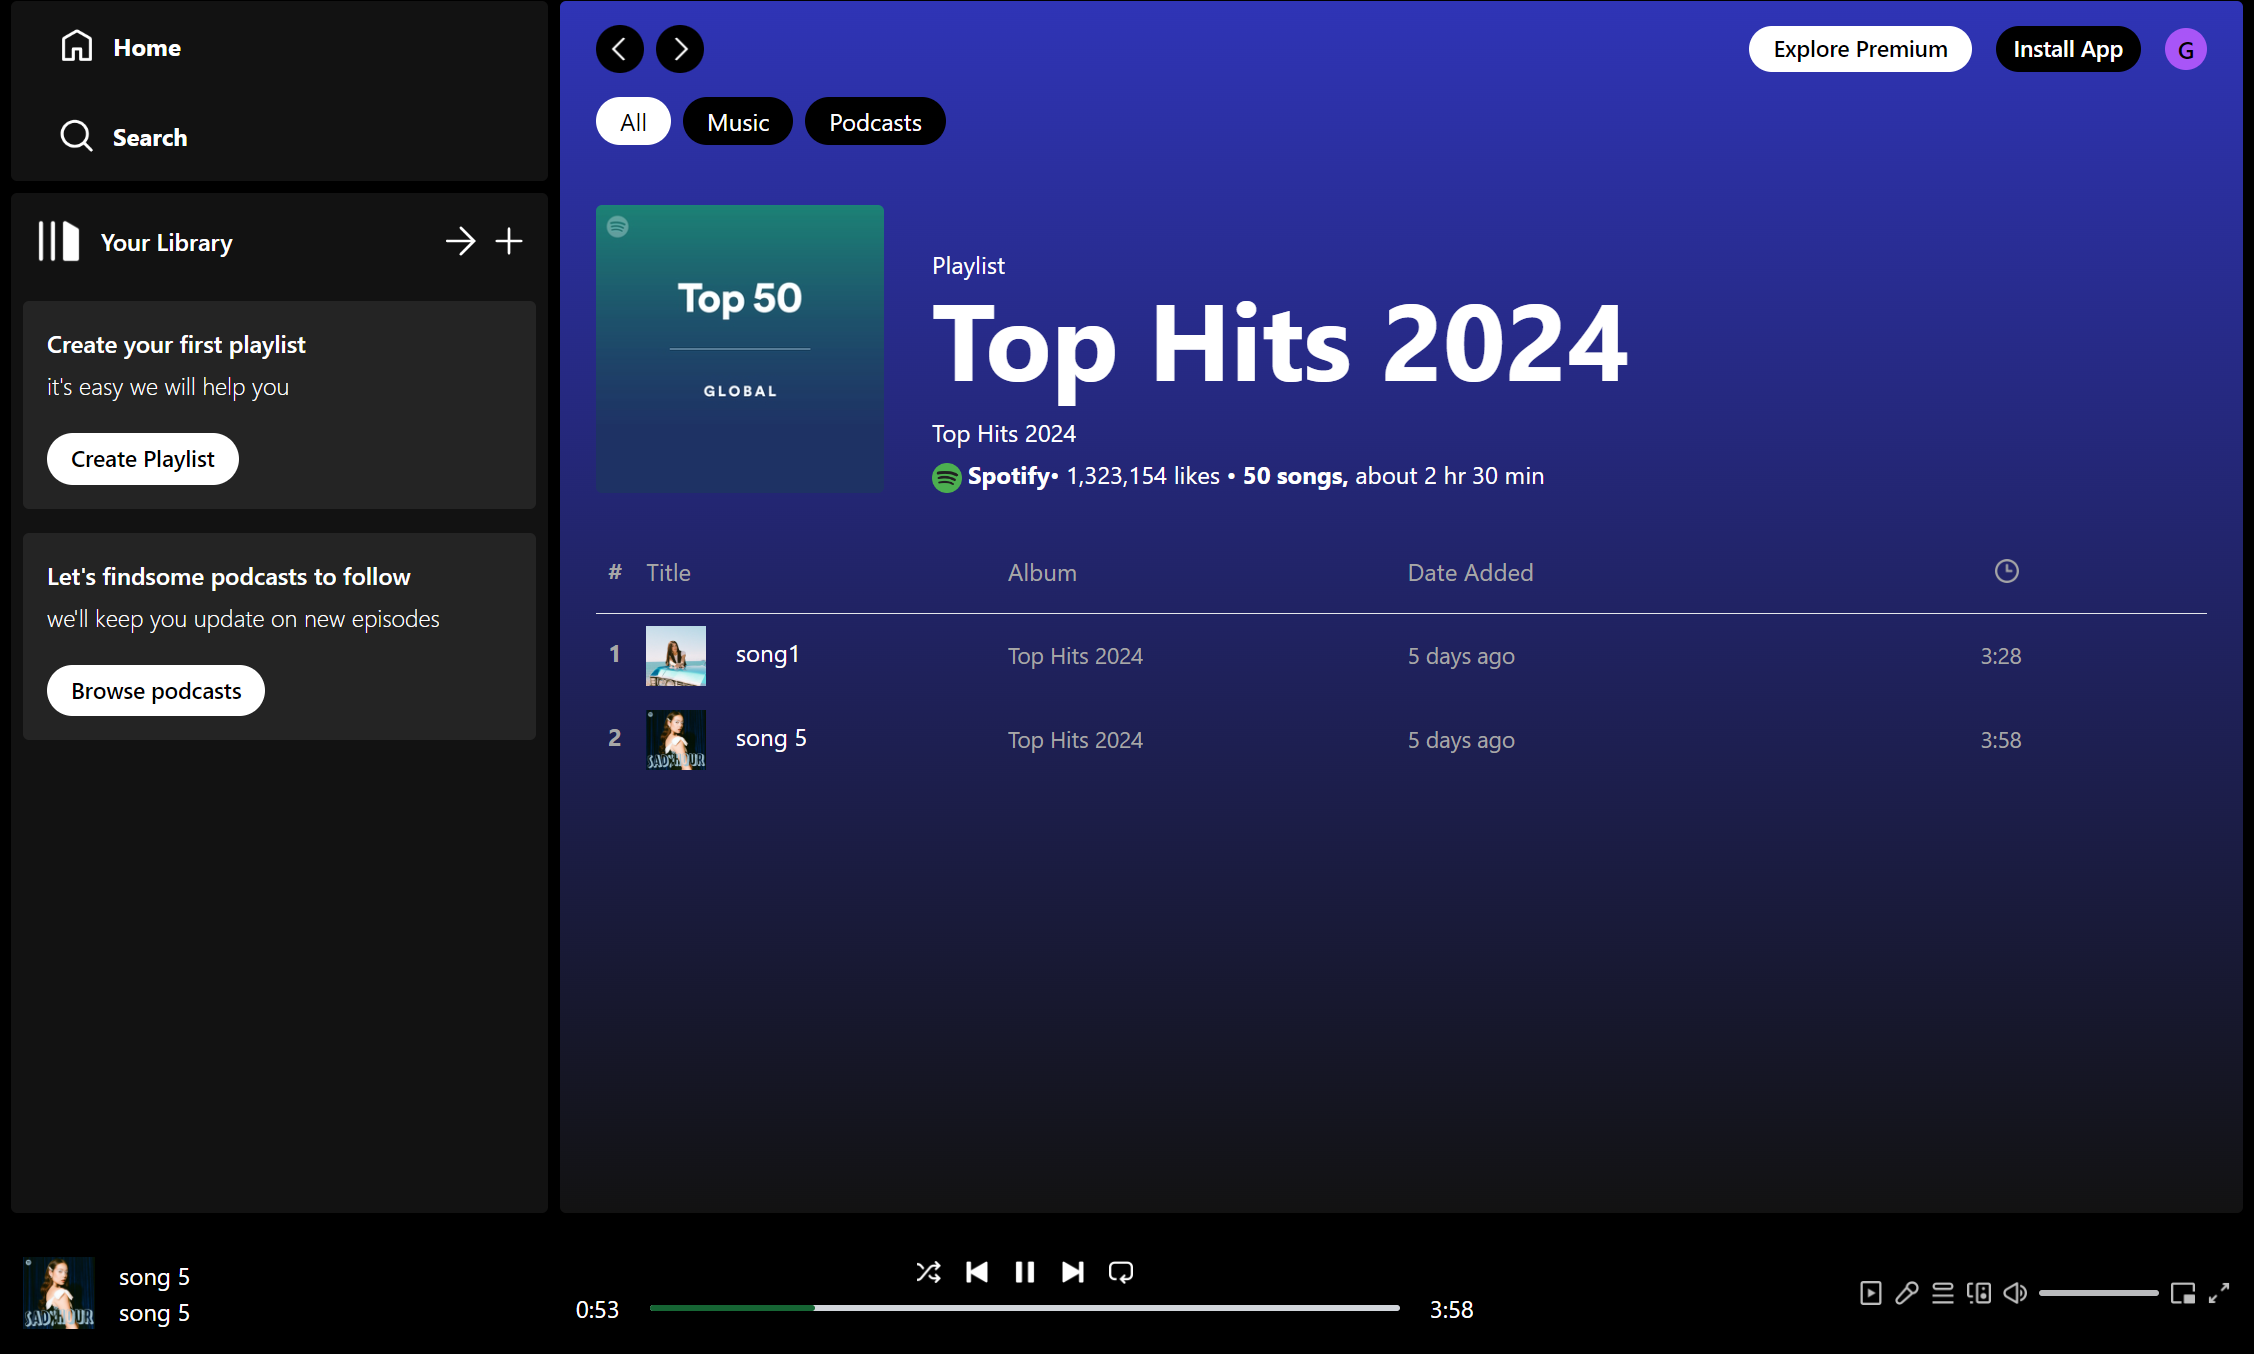 Home
Search
Your Library
Create your first playlist
it's easy we will help you
Create Playlist
Let's findsome podcasts to follow
we'll keep you update on new episodes
Browse podcasts
Explore Premium Install App G
All Music Podcasts
Top 50
GLOBAL
Playlist
Top Hits 2024
Top Hits 2024
Spotify• 1,323,154 likes • 50 songs, about 2 hr 30 min
# Title Album Date Added
1 song1 Top Hits 2024 5 days ago 3:28
SADXHOUR
2 song 5 Top Hits 2024 5 days ago 3:58
SADXHOUR
song 5
song 5
0:53 3:58